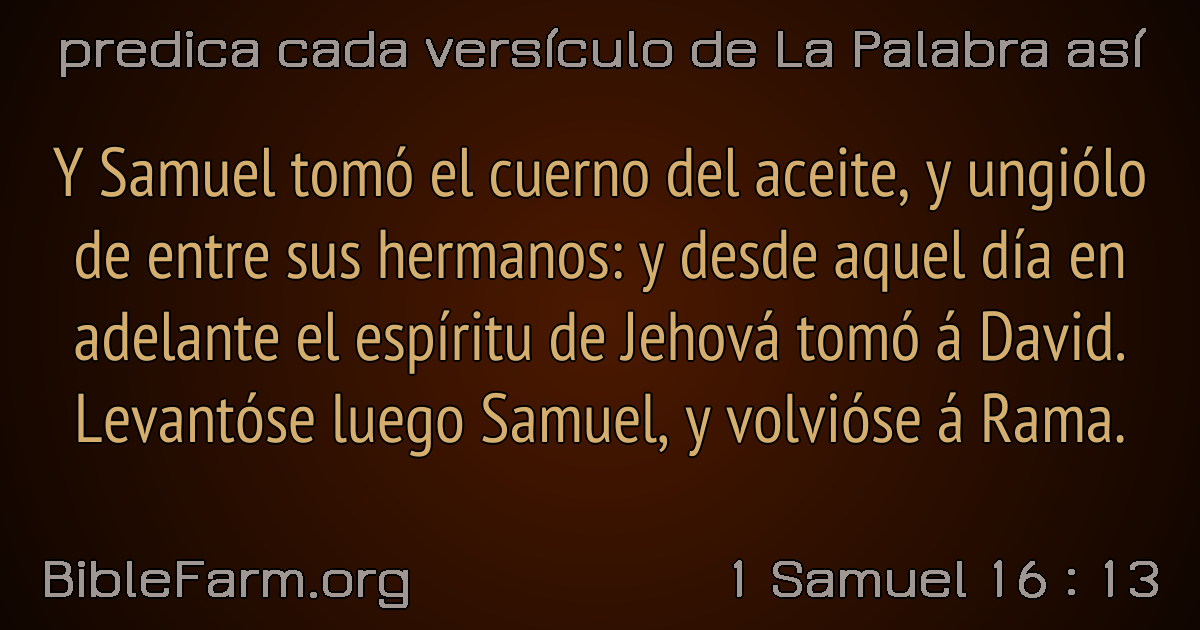 predica cada versículo de La Palabra así
Y Samuel tomó el cuerno del aceite, y ungiólo
de entre sus hermanos: y desde aquel día en
adelante el espíritu de Jehová tomó á David.
Levantóse luego Samuel, y volvióse á Rama.
BibleFarm.org
1 Samuel 16 : 13